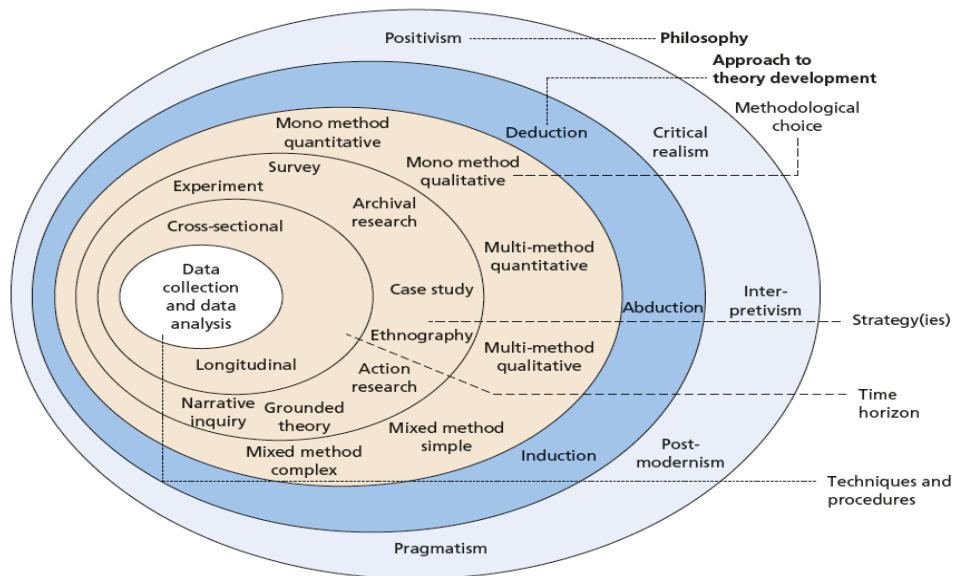 Positivism
Philosophy
Approach to
theory development
Methodological
choice
Deduction
Critical
realism
Mono method
quantitative
Mono method
qualitative
Survey
Experiment
Archival
research
Cross-sectional
Multi-method
quantitative
Data
collection
and data
analysis
Case study
Inter-
pretivism
Abduction
Strategy(ies)
Ethnography
Multi-method
qualitative
Longitudinal
Action
research
Time
horizon
Narrative
inquiry
Grounded
theory
Mixed method
simple
Mixed method
complex
Induction
Post-
modernism
Techniques and
procedures
Pragmatism